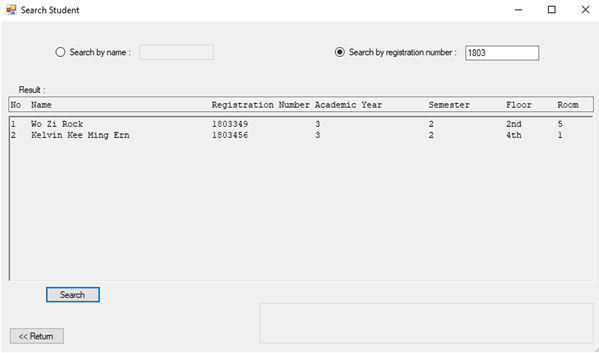 Search Student
Search by name : Search by registration number : 1803
Result :
No Name Registration Number Academic Year Semester Floor Room
1 Wo Zi Rock 1803349 3 2 2nd 5
2 Kelvin Kee Ming Ern 1803456 3 2 4th 1
Search
<< Return